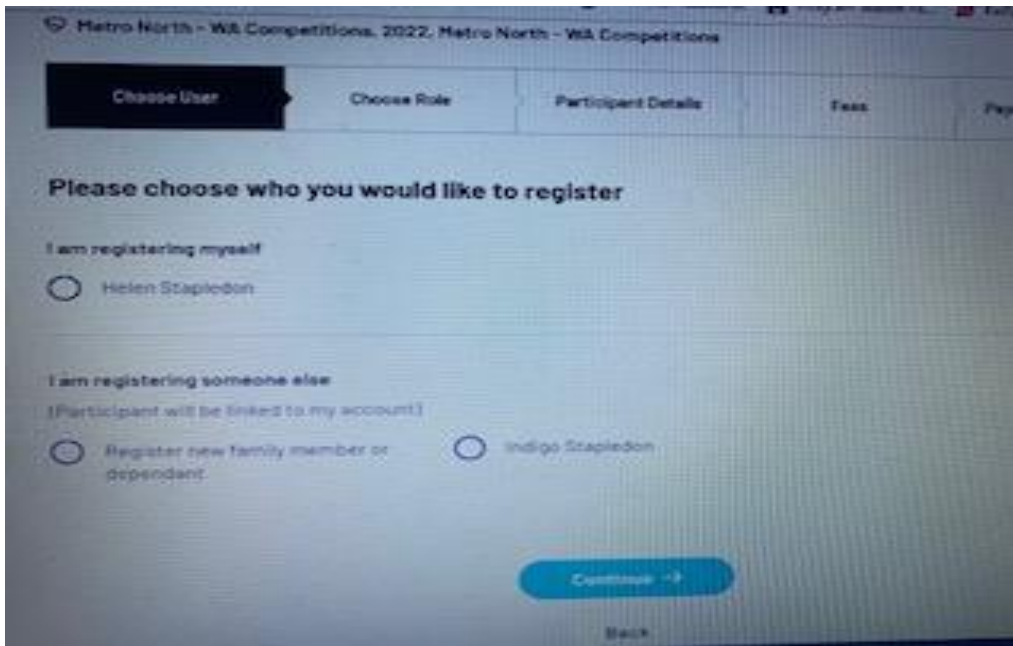 Metro North - WA Competitions, 2022, Metro North - WA Competitions
Choose User
Choose Role
Participant Details
Fees
Please choose who you would like to register
I am registering myself
Helen Stapledon
I am registering someone else
(Participant will be linked to my account)
Register new family member or
dependant
Indigo Stapledon
Continue →
Back